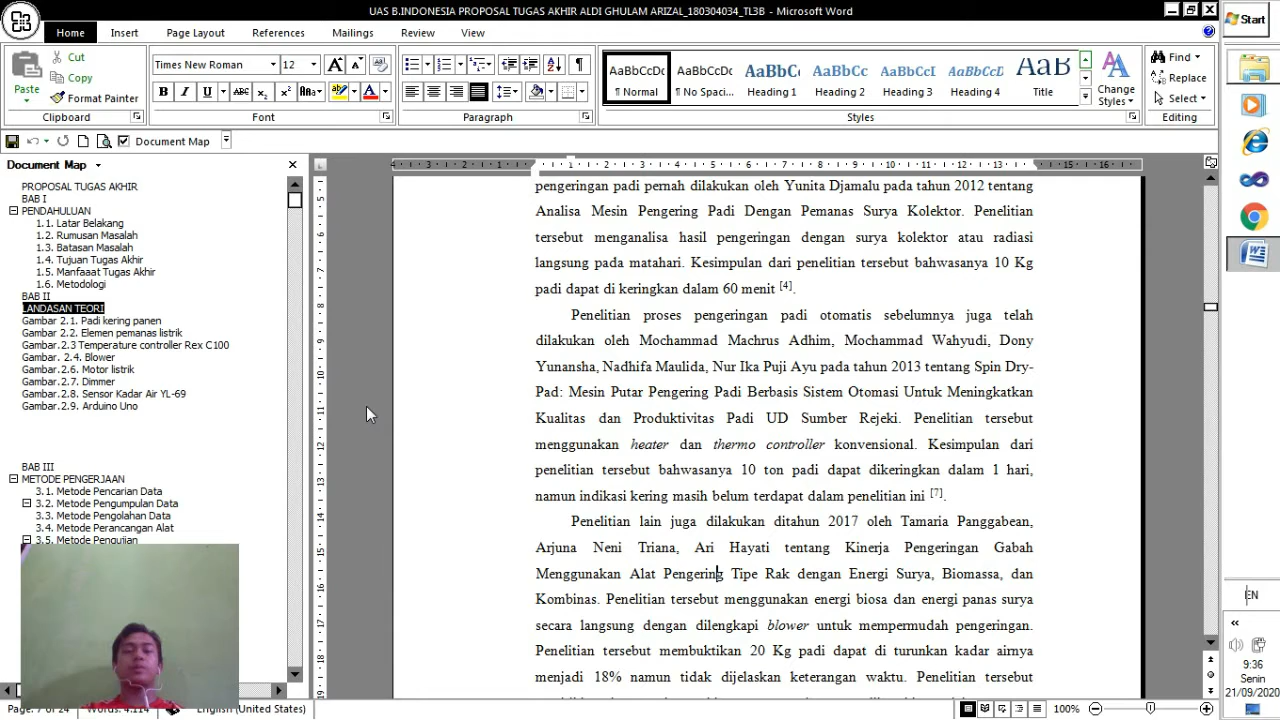 UAS B.INDONESIA PROPOSAL TUGAS AKHIR ALDI GHULAM ARIZAL_180304034_TL3B - Microsoft Word
Start
Home Insert Page Layout References Mailings Review View
Paste
Cut
Copy
Format Painter
Clipboard
Times New Roman 12
Font
Paragraph
AaBbCcDc AaBbCcDc AaBbC AaBbCc AaBbCcI AaBbCcD AaB
¶ Normal ¶ No Spaci... Heading 1 Heading 2 Heading 3 Heading 4 Title
Change Styles
Styles
Find
Replace
Select
Editing
Document Map
Document Map
PROPOSAL TUGAS AKHIR
BAB I
PENDAHULUAN
1.1. Latar Belakang
1.2. Rumusan Masalah
1.3. Batasan Masalah
1.4. Tujuan Tugas Akhir
1.5. Manfaaat Tugas Akhir
1.6. Metodologi
BAB II
LANDASAN TEORI
Gambar 2.1. Padi kering panen
Gambar 2.2. Elemen pemanas listrik
Gambar.2.3 Temperature controller Rex C100
Gambar. 2.4. Blower
Gambar.2.6. Motor listrik
Gambar.2.7. Dimmer
Gambar.2.8. Sensor Kadar Air YL-69
Gambar.2.9. Arduino Uno
BAB III
METODE PENGERJAAN
3.1. Metode Pencarian Data
3.2. Metode Pengumpulan Data
3.3. Metode Pengolahan Data
3.4. Metode Perancangan Alat
3.5. Metode Pengujian
pengeringan padi pernah dilakukan oleh Yunita Djamalu pada tahun 2012 tentang
Analisa Mesin Pengering Padi Dengan Pemanas Surya Kolektor. Penelitian
tersebut menganalisa hasil pengeringan dengan surya kolektor atau radiasi
langsung pada matahari. Kesimpulan dari penelitian tersebut bahwasanya 10 Kg
padi dapat di keringkan dalam 60 menit [4].
Penelitian proses pengeringan padi otomatis sebelumnya juga telah
dilakukan oleh Mochammad Machrus Adhim, Mochammad Wahyudi, Dony
Yunansha, Nadhifa Maulida, Nur Ika Puji Ayu pada tahun 2013 tentang Spin Dry-
Pad: Mesin Putar Pengering Padi Berbasis Sistem Otomasi Untuk Meningkatkan
Kualitas dan Produktivitas Padi UD Sumber Rejeki. Penelitian tersebut
menggunakan heater dan thermo controller konvensional. Kesimpulan dari
penelitian tersebut bahwasanya 10 ton padi dapat dikeringkan dalam 1 hari,
namun indikasi kering masih belum terdapat dalam penelitian ini [7].
Penelitian lain juga dilakukan ditahun 2017 oleh Tamaria Panggabean,
Arjuna Neni Triana, Ari Hayati tentang Kinerja Pengeringan Gabah
Menggunakan Alat Pengering Tipe Rak dengan Energi Surya, Biomassa, dan
Kombinas. Penelitian tersebut menggunakan energi biosa dan energi panas surya
secara langsung dengan dilengkapi blower untuk mempermudah pengeringan.
Penelitian tersebut membuktikan 20 Kg padi dapat di turunkan kadar airnya
menjadi 18% namun tidak dijelaskan keterangan waktu. Penelitian tersebut
Page: 7 of 24 Words: 4.114 English (United States)
100%
EN
9:36
Senin
21/09/2020